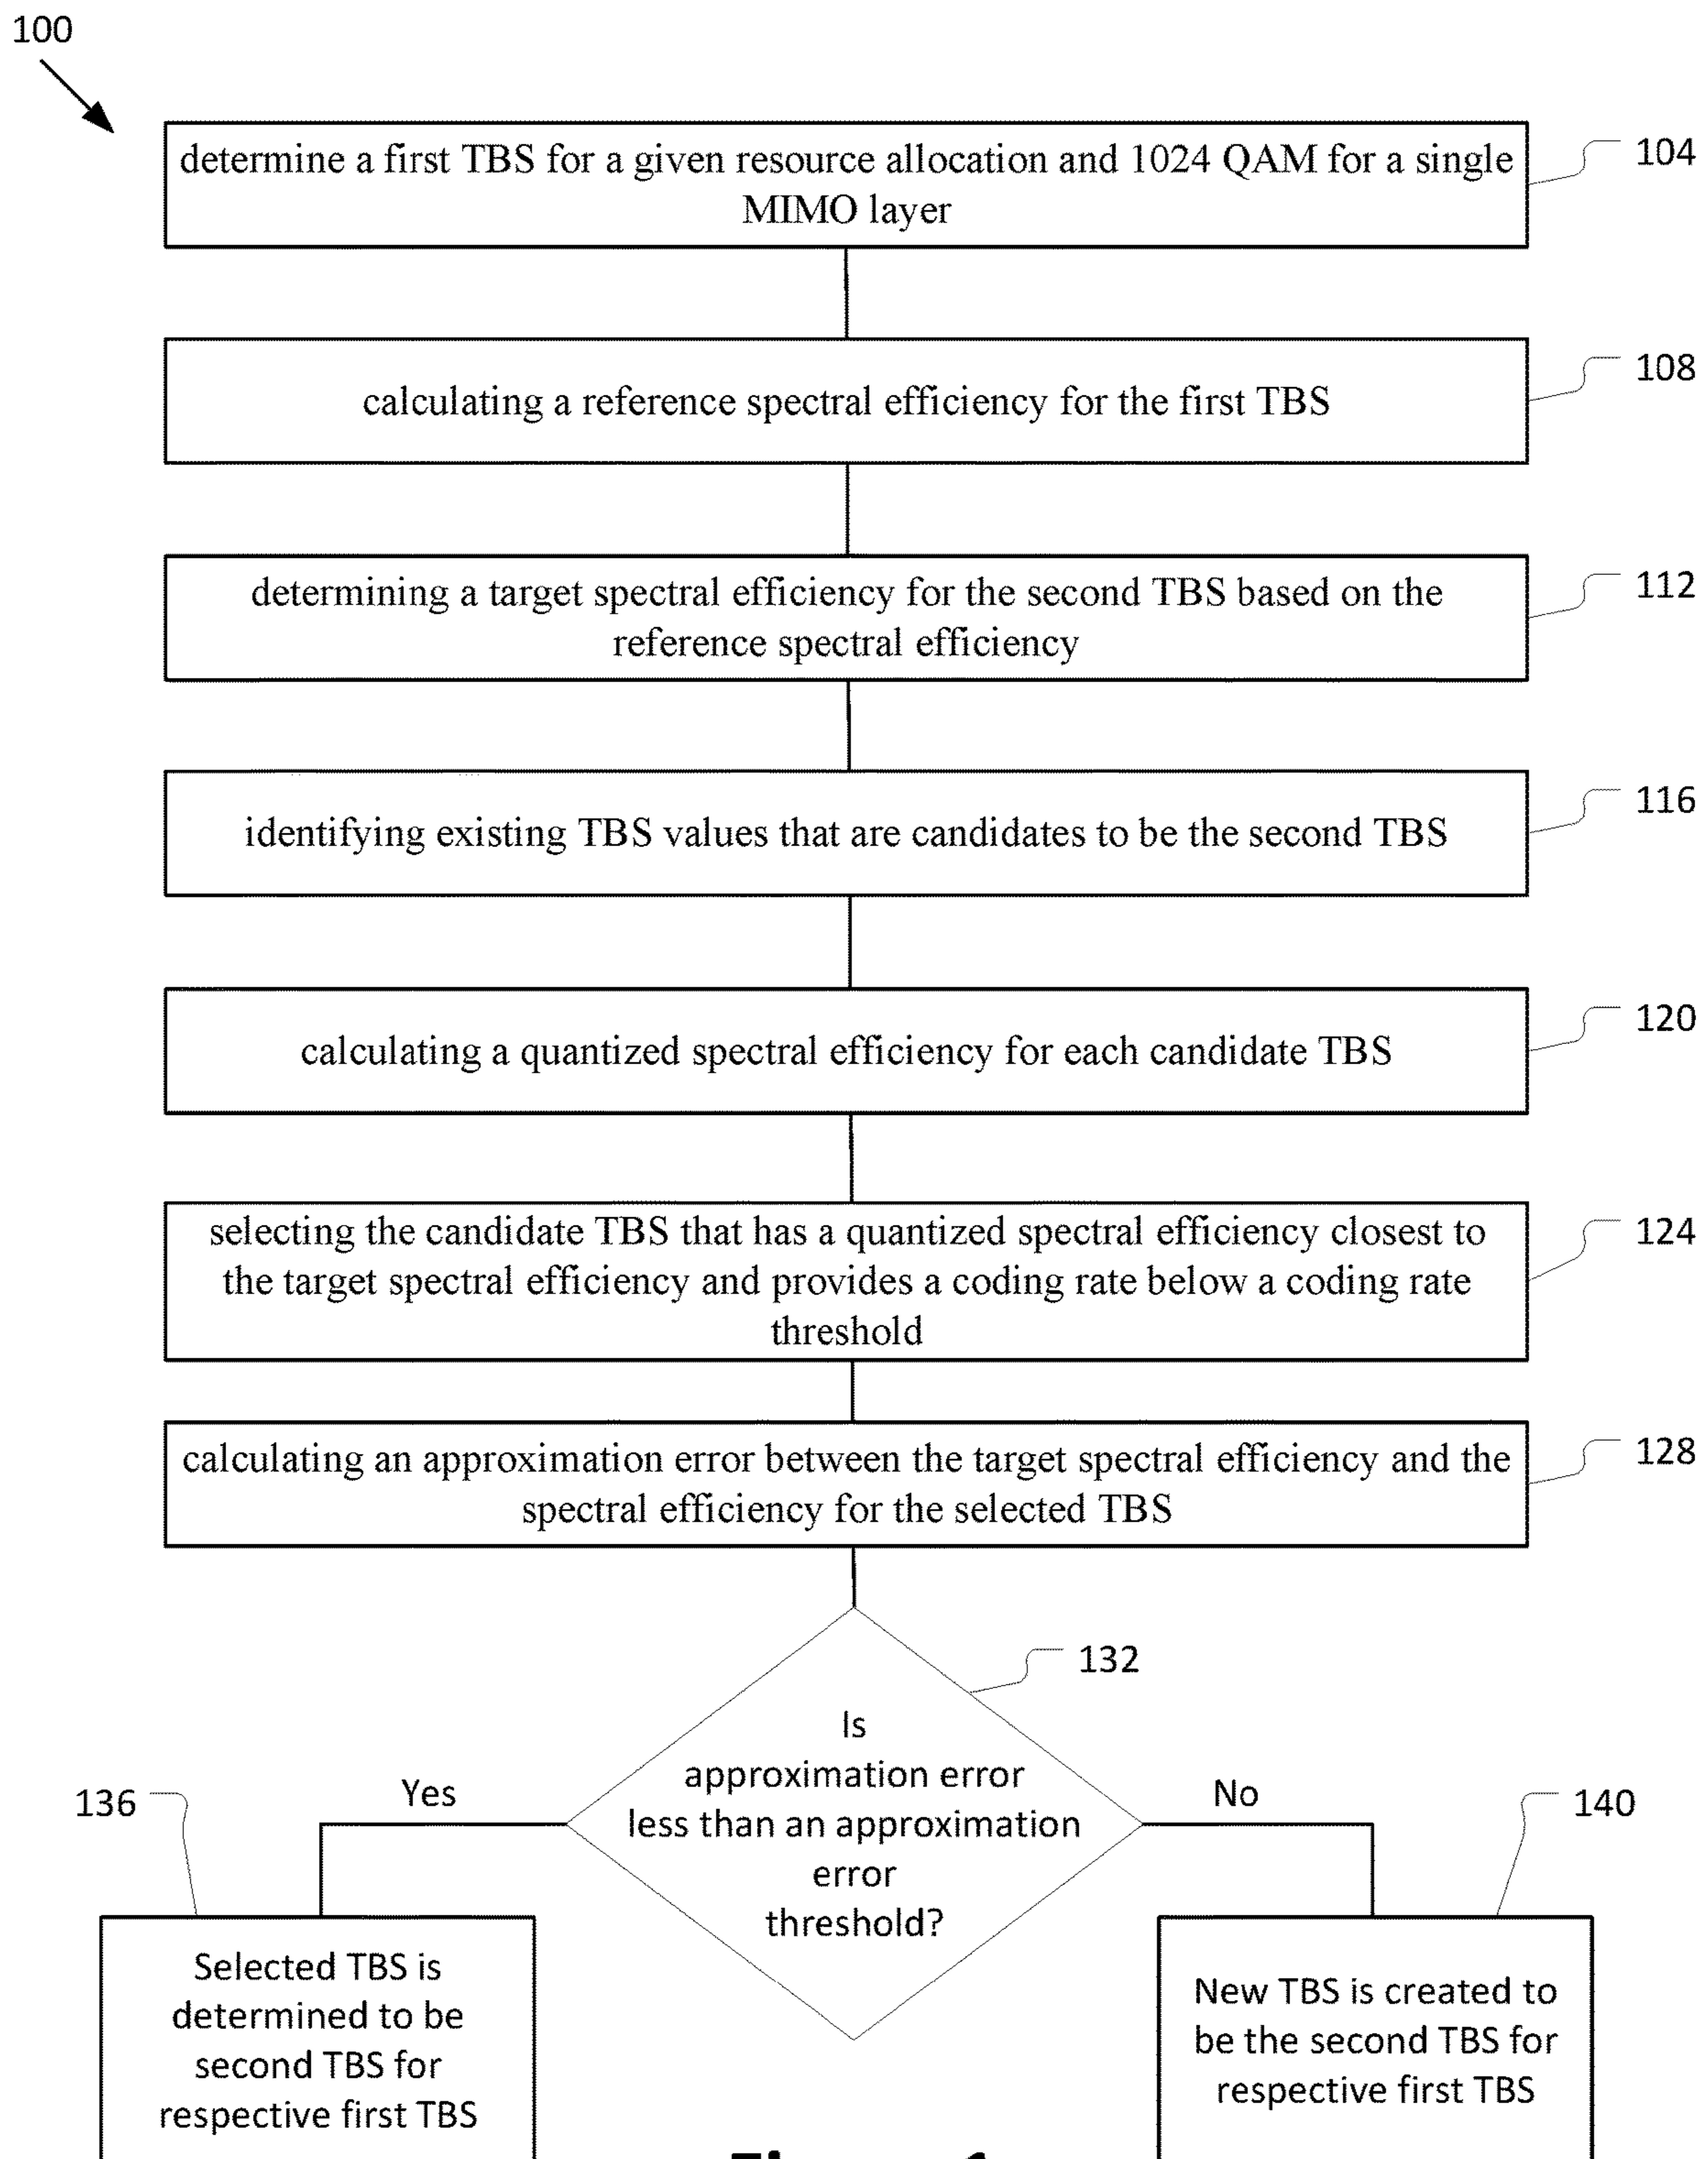 100
determine a first TBS for a given resource allocation and 1024 QAM for a single
MIMO layer
104
calculating a reference spectral efficiency for the first TBS
108
determining a target spectral efficiency for the second TBS based on the
reference spectral efficiency
112
identifying existing TBS values that are candidates to be the second TBS
116
calculating a quantized spectral efficiency for each candidate TBS
120
selecting the candidate TBS that has a quantized spectral efficiency closest to
the target spectral efficiency and provides a coding rate below a coding rate
threshold
124
calculating an approximation error between the target spectral efficiency and the
spectral efficiency for the selected TBS
128
132
Is
approximation error
less than an approximation
error
threshold?
Yes
No
136
140
Selected TBS is
determined to be
second TBS for
respective first TBS
New TBS is created to
be the second TBS for
respective first TBS